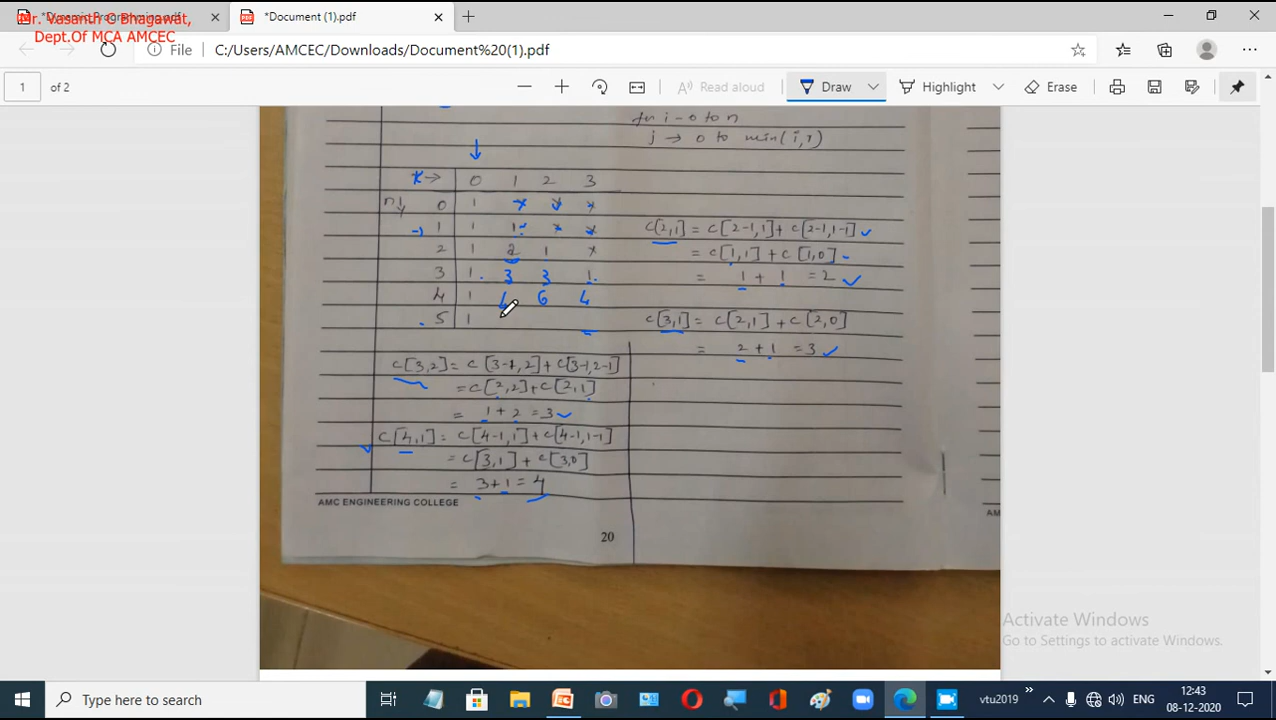 *Dynamic Programming.pdf
*Document (1).pdf
Dr. Vasanth C Bhagawat,
Dept.Of MCA AMCEC
File
C:/Users/AMCEC/Downloads/Document%20(1).pdf
1 of 2
Read aloud
Draw
Highlight
Erase
for i - 0 to n
j → 0 to min(i,r)
K → 0 1 2 3
n↓ 0 1 x x x
1 1 1 x x
2 1 2 1 x
3 1 3 3 1
4 1 4 6 4
5 1
C[2,1] = C[2-1,1] + C[2-1,1-1]
= C[1,1] + C[1,0]
= 1 + 1 = 2
C[3,1] = C[2,1] + C[2,0]
= 2 + 1 = 3
C[3,2] = C[3-1,2] + C[3-1,2-1]
= C[2,2] + C[2,1]
= 1 + 2 = 3
C[4,1] = C[4-1,1] + C[4-1,1-1]
= C[3,1] + C[3,0]
= 3 + 1 = 4
AMC ENGINEERING COLLEGE
AM
20
Activate Windows
Go to Settings to activate Windows.
Type here to search
vtu2019
ENG
12:43
08-12-2020